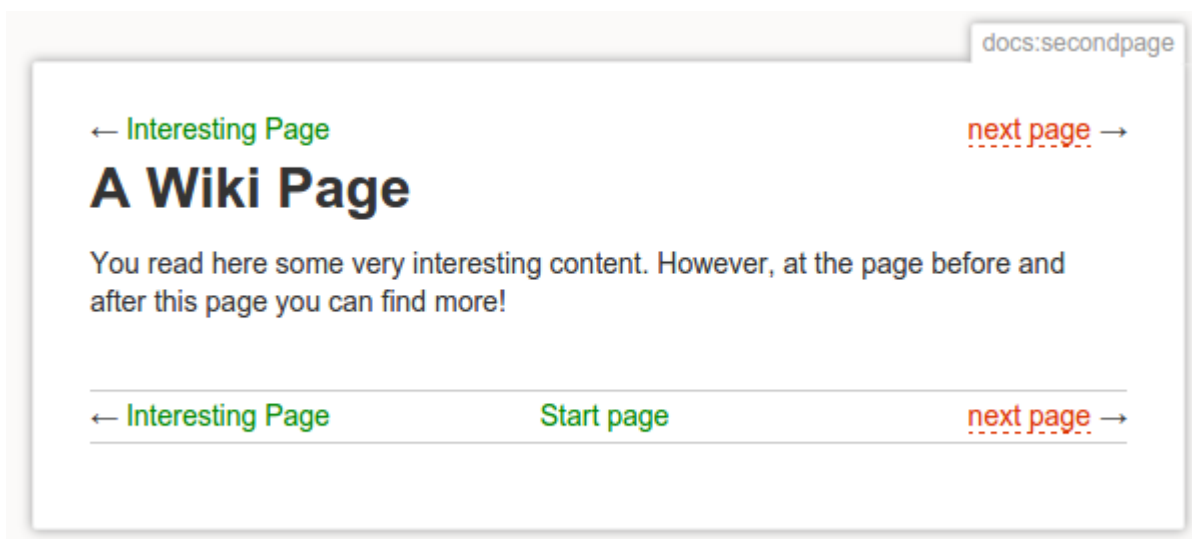 docs:secondpage
← Interesting Page next page →
A Wiki Page
You read here some very interesting content. However, at the page before and
after this page you can find more!
← Interesting Page Start page next page →